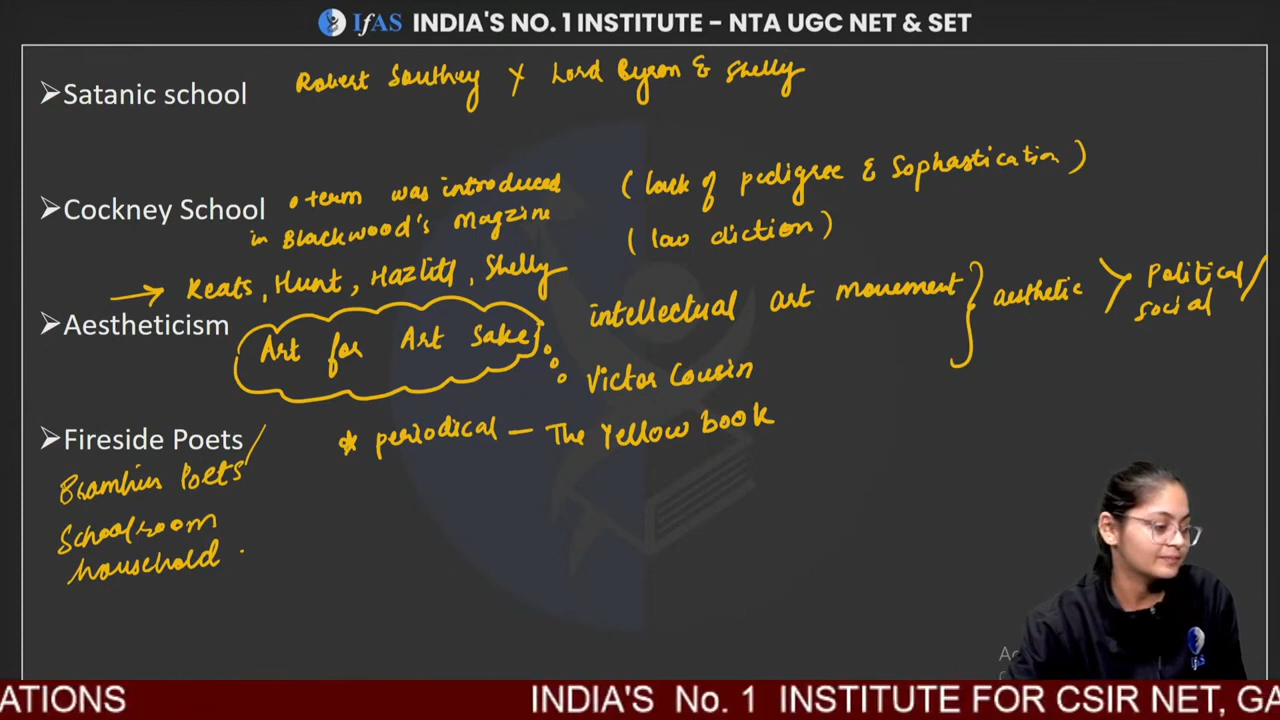 IFAS INDIA'S NO. 1 INSTITUTE – NTA UGC NET & SET
➢Satanic school
Robert Southey X Lord Byron & Shelly
➢Cockney School
• term was introduced
in Blackwood's Magzine
(lack of pedigree & Sophastication)
(low diction)
→ Keats, Hunt, Hazlitt, Shelly
➢Aestheticism
Art for Art Sake
intellectual art movement } aesthetic > political/
social
Victor Cousin
* periodical – The Yellow book
➢Fireside Poets /
Poets
Schoolroom
household .
ATIONS INDIA'S No. 1 INSTITUTE FOR CSIR NET, GA